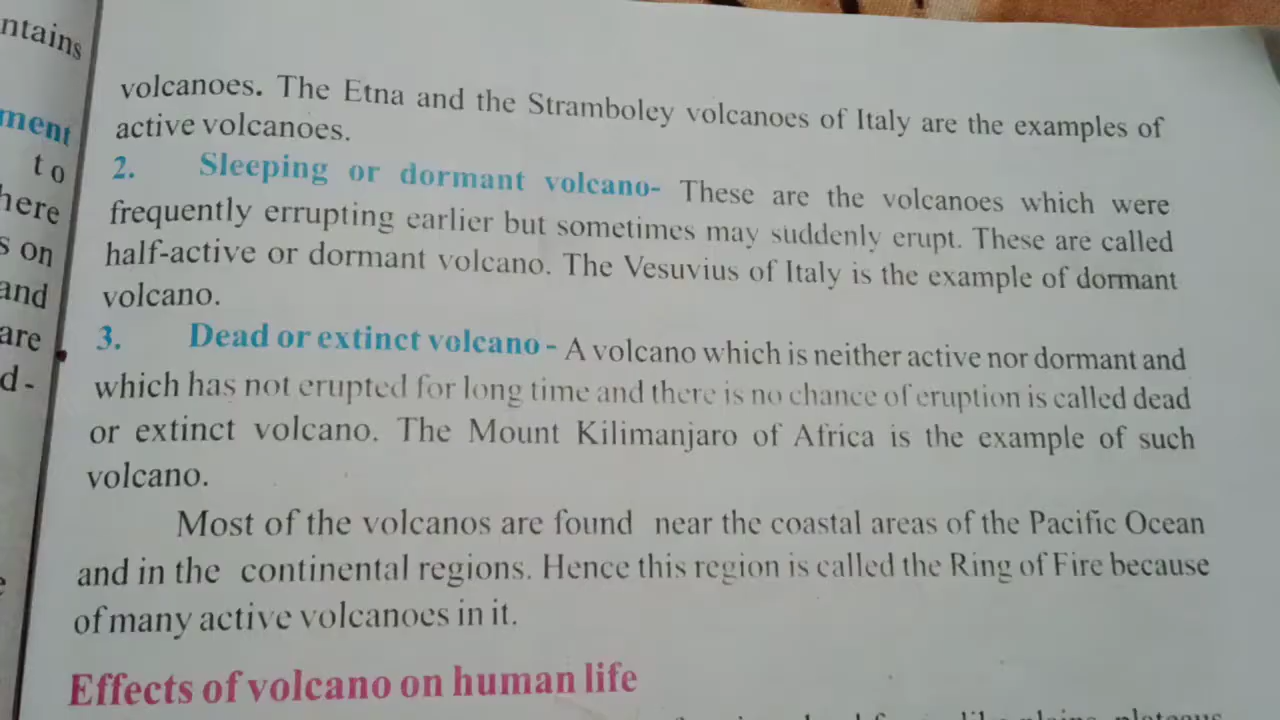 ntains
ment
to
here
s on
and
are
d-
volcanoes. The Etna and the Stramboley volcanoes of Italy are the examples of
active volcanoes.
2. Sleeping or dormant volcano- These are the volcanoes which were
frequently errupting earlier but sometimes may suddenly erupt. These are called
half-active or dormant volcano. The Vesuvius of Italy is the example of dormant
volcano.
3. Dead or extinct volcano - A volcano which is neither active nor dormant and
which has not erupted for long time and there is no chance of eruption is called dead
or extinct volcano. The Mount Kilimanjaro of Africa is the example of such
volcano.
Most of the volcanos are found near the coastal areas of the Pacific Ocean
and in the continental regions. Hence this region is called the Ring of Fire because
of many active volcanoes in it.
Effects of volcano on human life